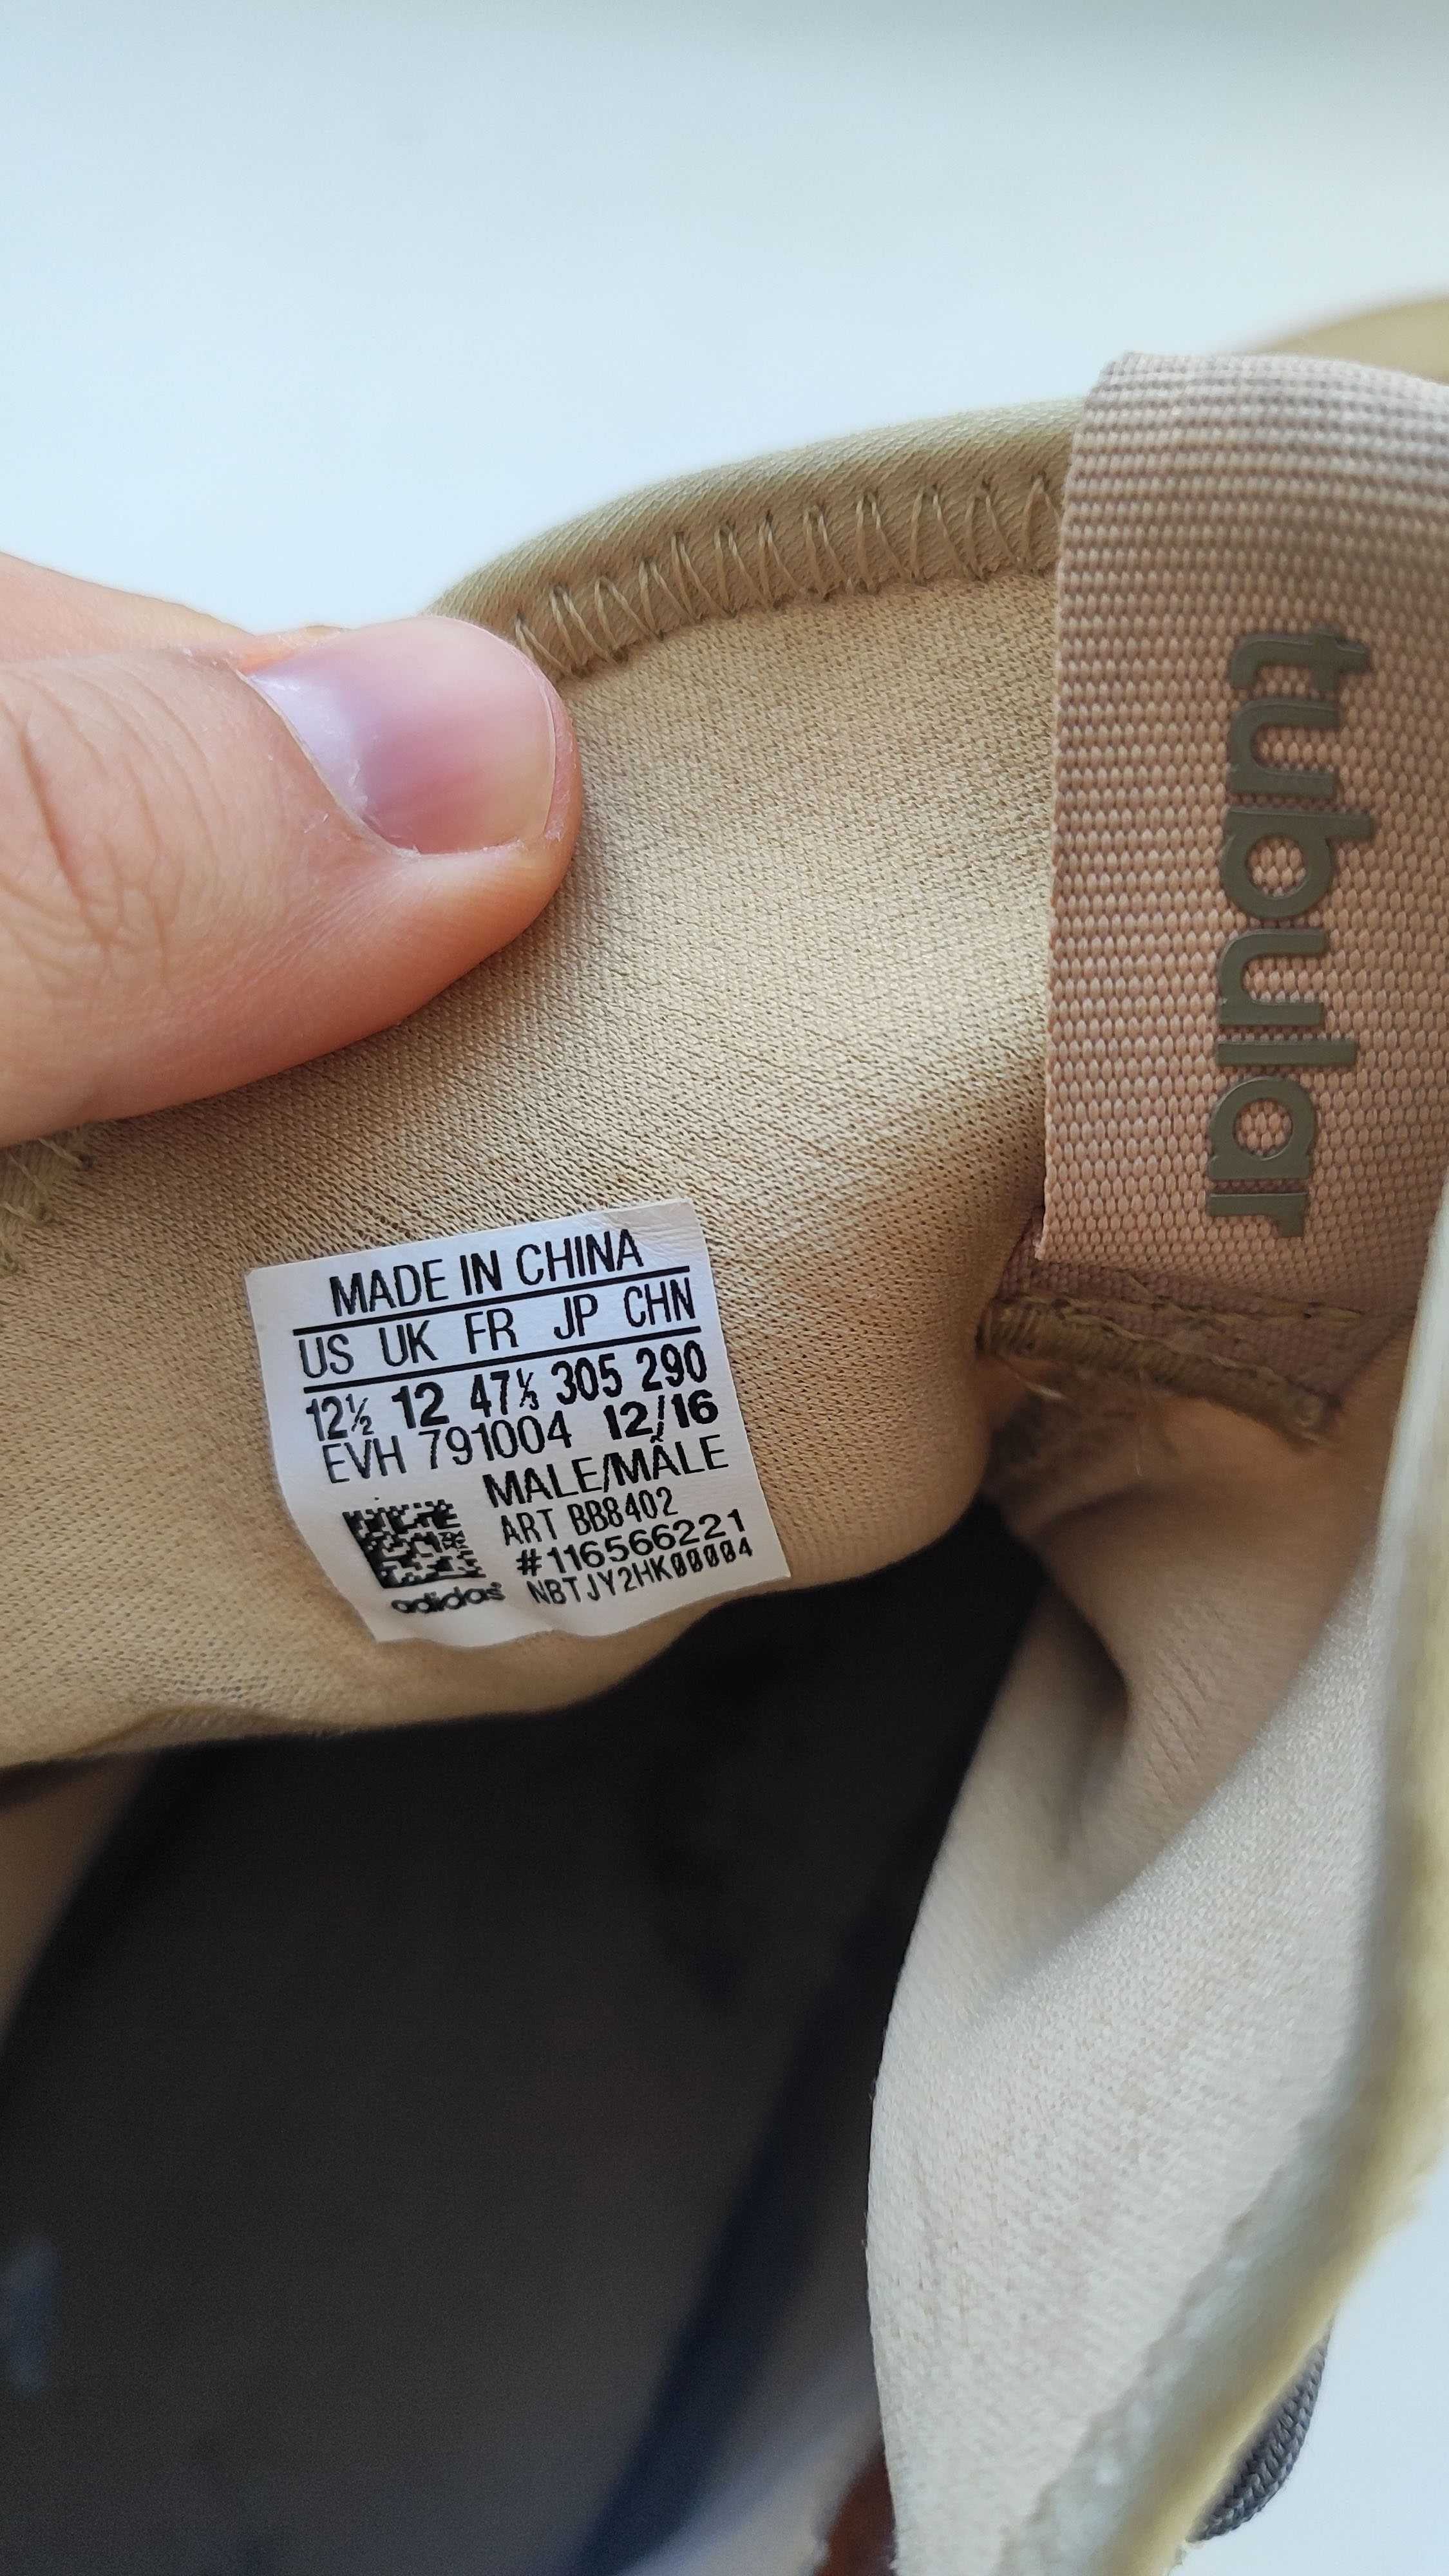 tubular
MADE IN CHINA
US UK FR JP CHN
12½ 12 47⅓ 305 290
EVH 791004 12/16
MALE/MÂLE
ART BB8402
#116566221
NBTJY2HK00004
adidas